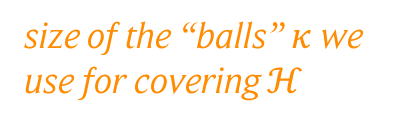 size of the “balls” κ we
use for covering ℋ